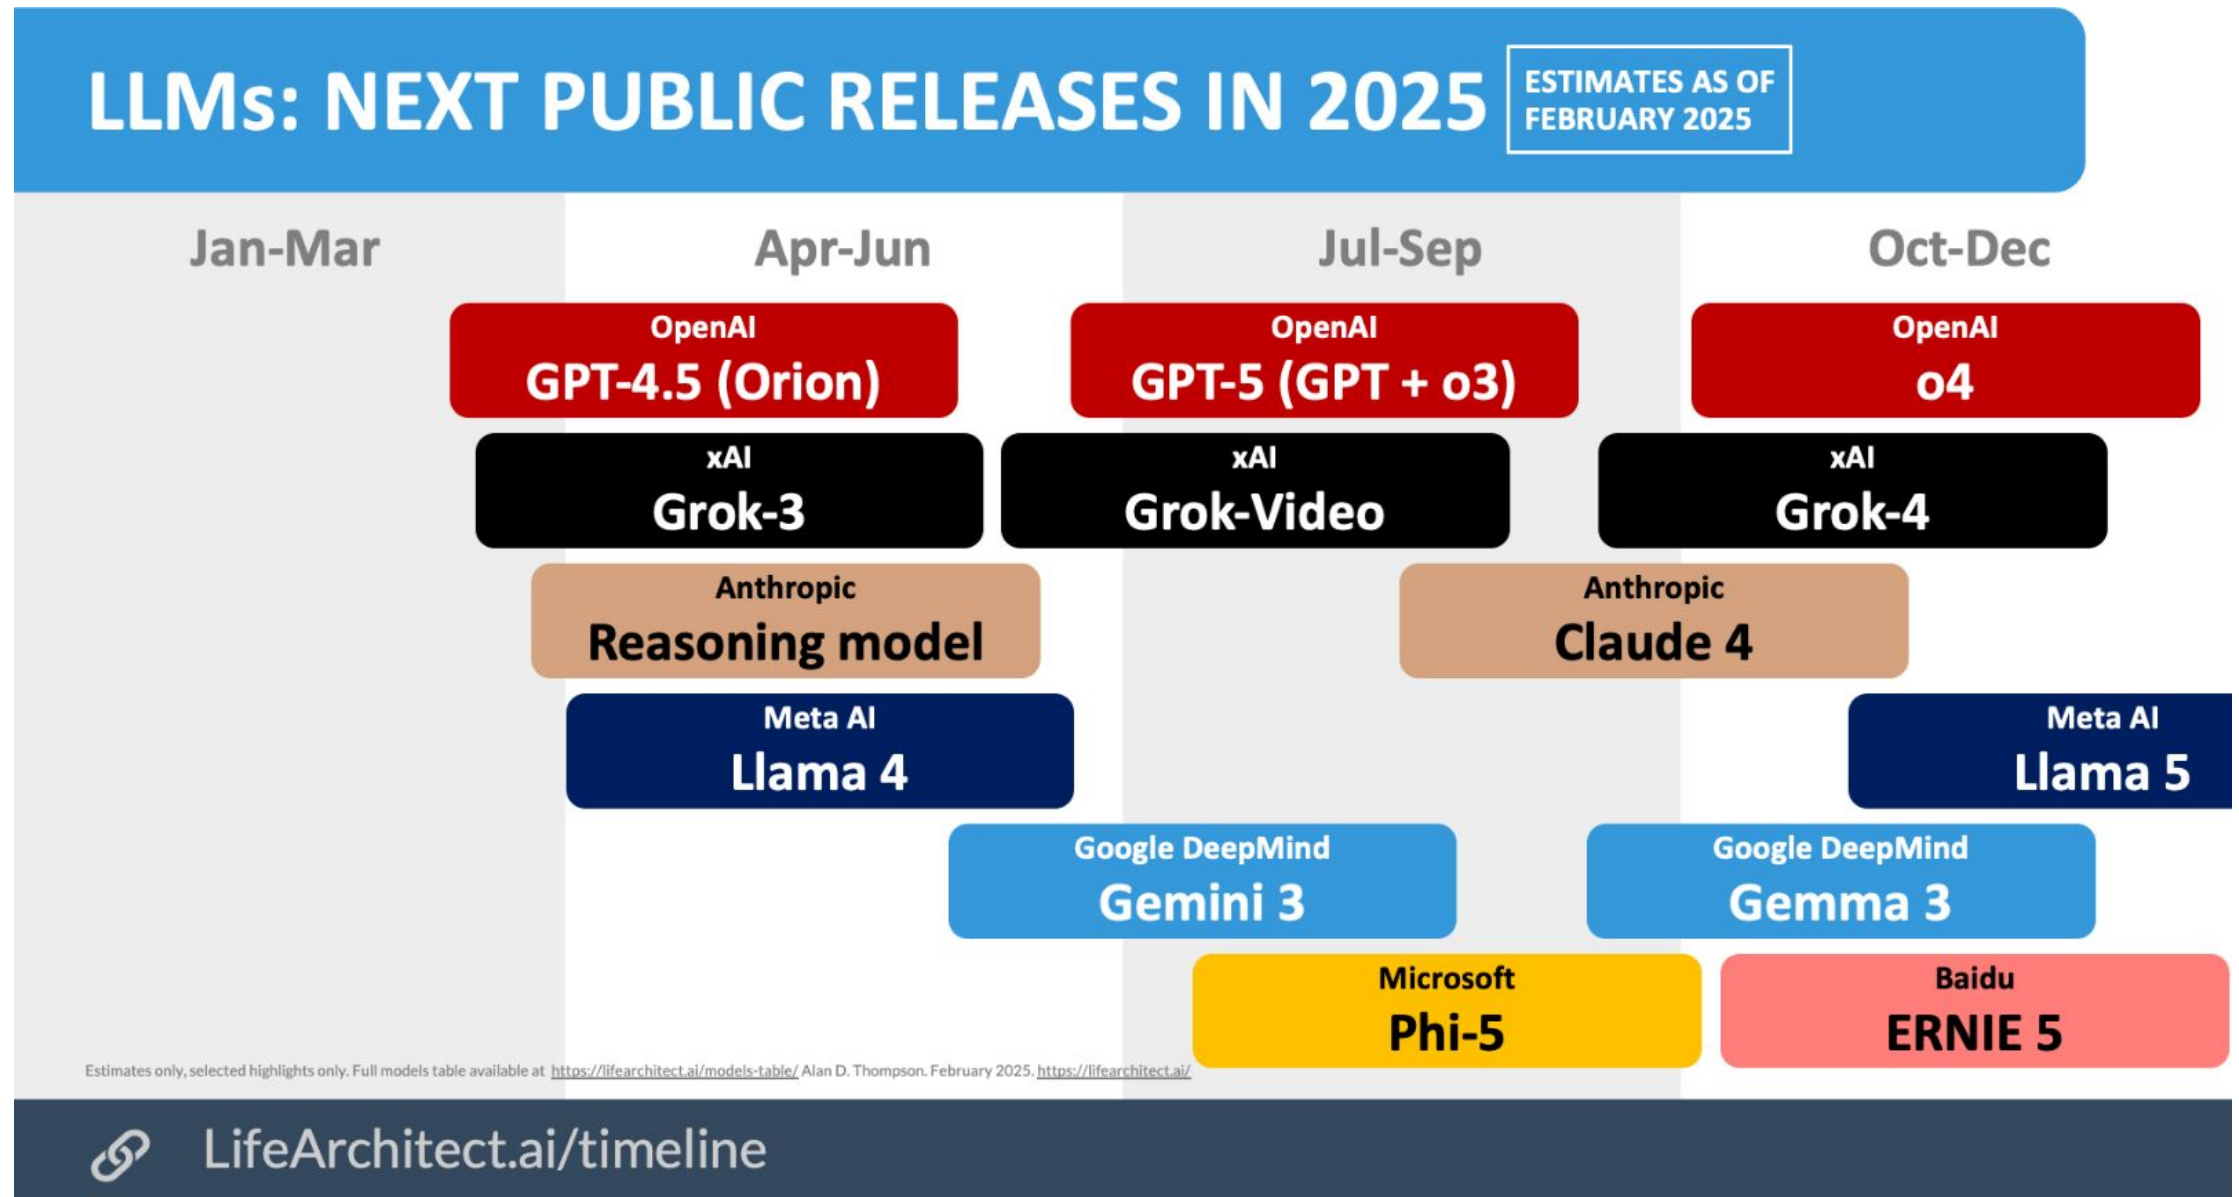 LLMs: NEXT PUBLIC RELEASES IN 2025
ESTIMATES AS OF
FEBRUARY 2025
Jan-Mar
Apr-Jun
Jul-Sep
Oct-Dec
OpenAI
GPT-4.5 (Orion)
OpenAI
GPT-5 (GPT + o3)
OpenAI
o4
xAI
Grok-3
xAI
Grok-Video
xAI
Grok-4
Anthropic
Reasoning model
Anthropic
Claude 4
Meta AI
Llama 4
Meta AI
Llama 5
Google DeepMind
Gemini 3
Google DeepMind
Gemma 3
Microsoft
Phi-5
Baidu
ERNIE 5
Estimates only, selected highlights only. Full models table available at https://lifearchitect.ai/models-table/ Alan D. Thompson. February 2025. https://lifearchitect.ai/
LifeArchitect.ai/timeline